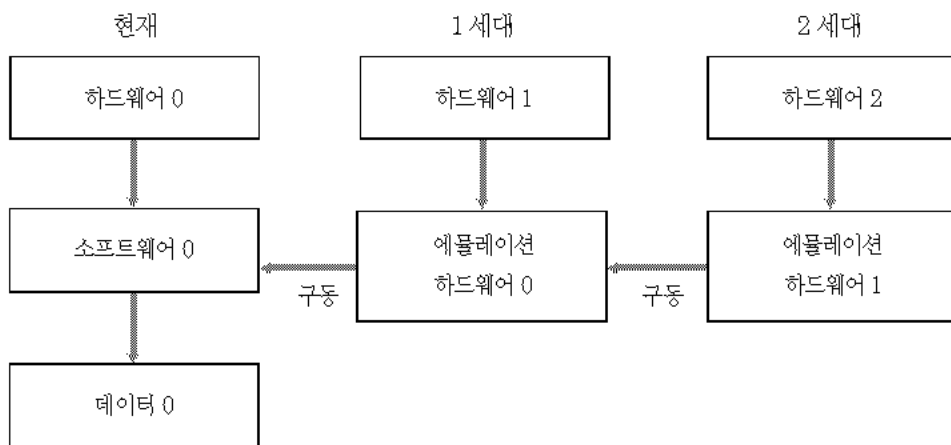 현재
1 세대
2 세대
하드웨어 0
하드웨어 1
하드웨어 2
소프트웨어 0
에뮬레이션
하드웨어 0
에뮬레이션
하드웨어 1
구동
구동
데이터 0